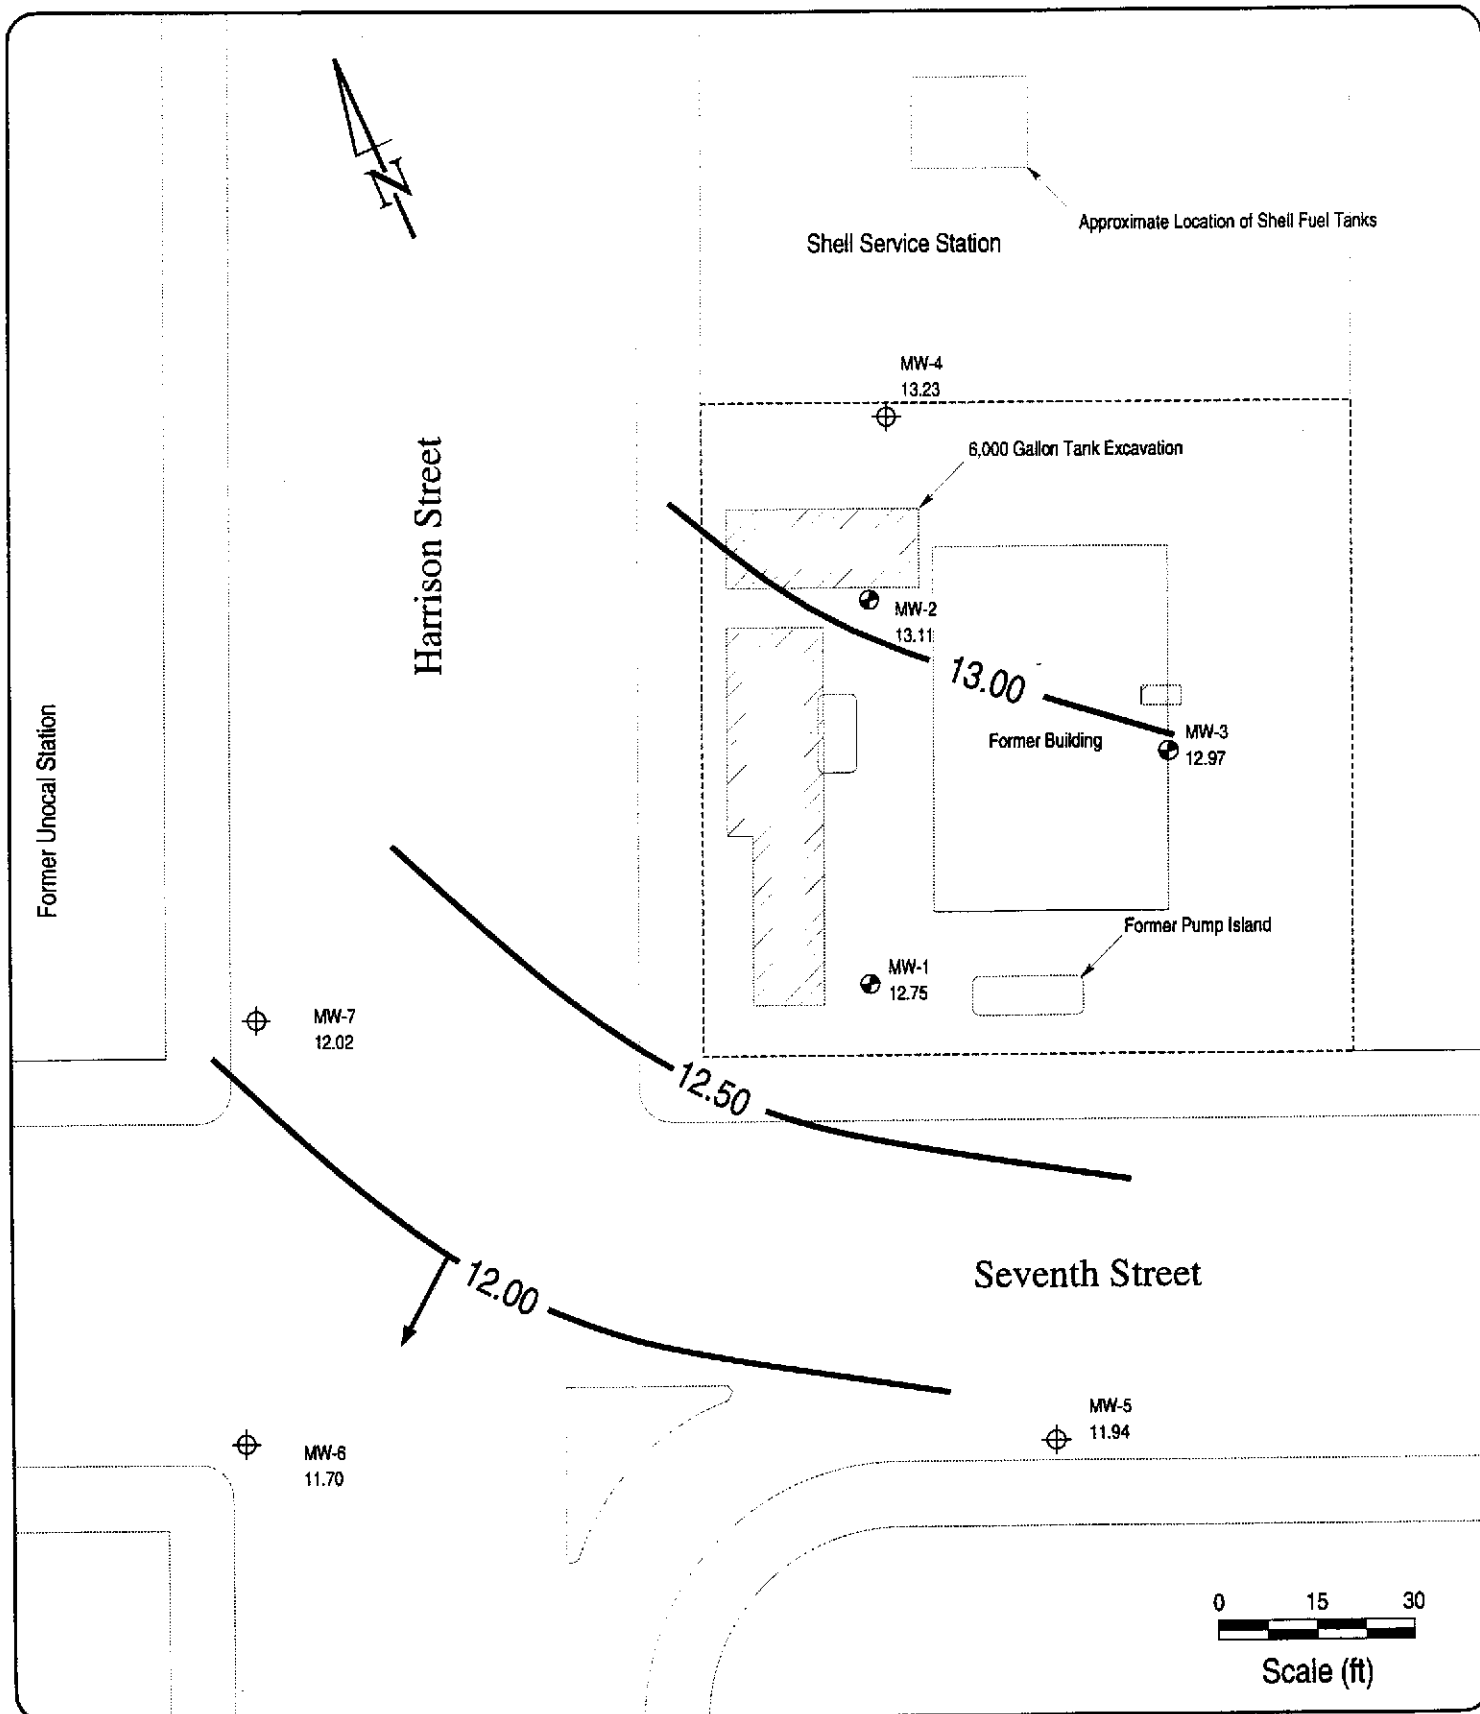 N
Approximate Location of Shell Fuel Tanks
Shell Service Station
MW-4
13.23
6,000 Gallon Tank Excavation
Harrison Street
MW-2
13.11
13.00
MW-3
12.97
Former Building
Former Unocal Station
Former Pump Island
MW-1
12.75
MW-7
12.02
12.50
Seventh Street
12.00
MW-5
11.94
MW-6
11.70
0 15 30
Scale (ft)